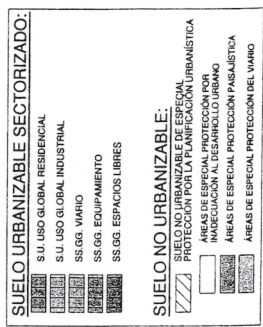 SUELO URBANIZABLE SECTORIZADO:
S.U. USO GLOBAL RESIDENCIAL
S.U. USO GLOBAL INDUSTRIAL
SS.GG. VIARIO
SS.GG. EQUIPAMIENTO
SS.GG. ESPACIOS LIBRES
SUELO NO URBANIZABLE:
SUELO NO URBANIZABLE DE ESPECIAL
PROTECCIÓN POR LA PLANIFICACIÓN URBANÍSTICA
ÁREAS DE ESPECIAL PROTECCIÓN POR
INADECUACIÓN AL DESARROLLO URBANO
ÁREAS DE ESPECIAL PROTECCIÓN PAISAJÍSTICA
ÁREAS DE ESPECIAL PROTECCIÓN DEL VIARIO